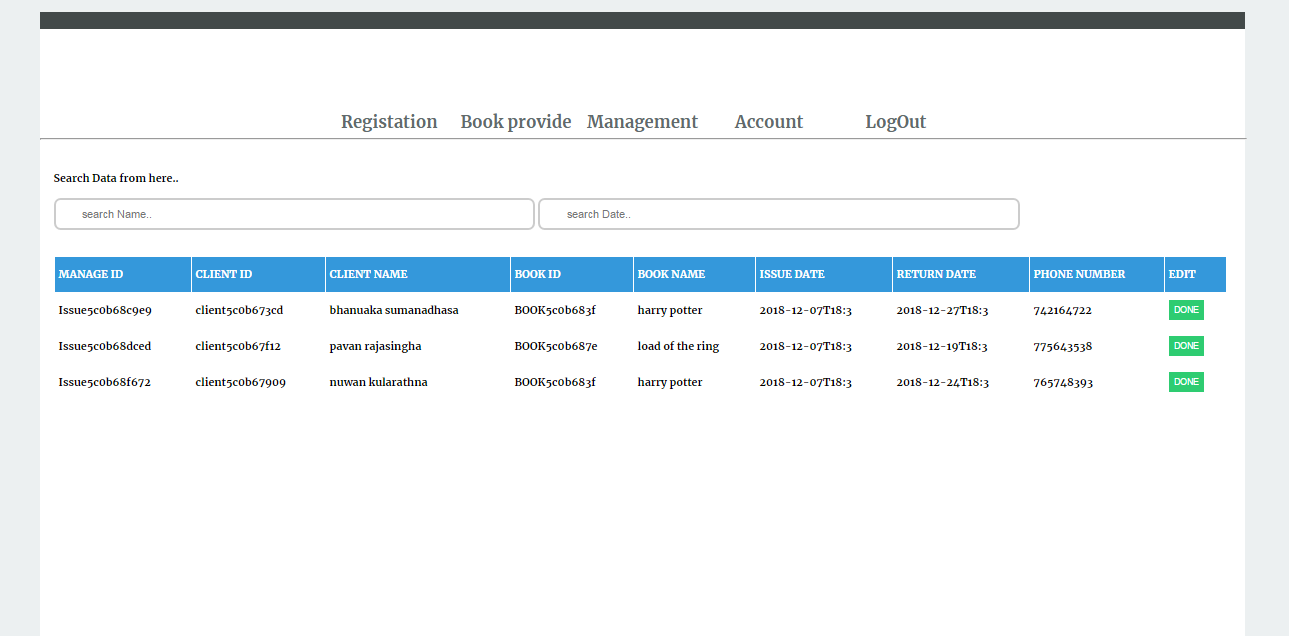 Registation Book provide Management Account LogOut
Search Data from here..
search Name.. search Date..
MANAGE ID CLIENT ID CLIENT NAME BOOK ID BOOK NAME ISSUE DATE RETURN DATE PHONE NUMBER EDIT
Issue5c0b68c9e9 client5c0b673cd bhanuaka sumanadhasa BOOK5c0b683f harry potter 2018-12-07T18:3 2018-12-27T18:3 742164722 DONE
Issue5c0b68dced client5c0b67f12 pavan rajasingha BOOK5c0b687e load of the ring 2018-12-07T18:3 2018-12-19T18:3 775643538 DONE
Issue5c0b68f672 client5c0b67909 nuwan kularathna BOOK5c0b683f harry potter 2018-12-07T18:3 2018-12-24T18:3 765748393 DONE